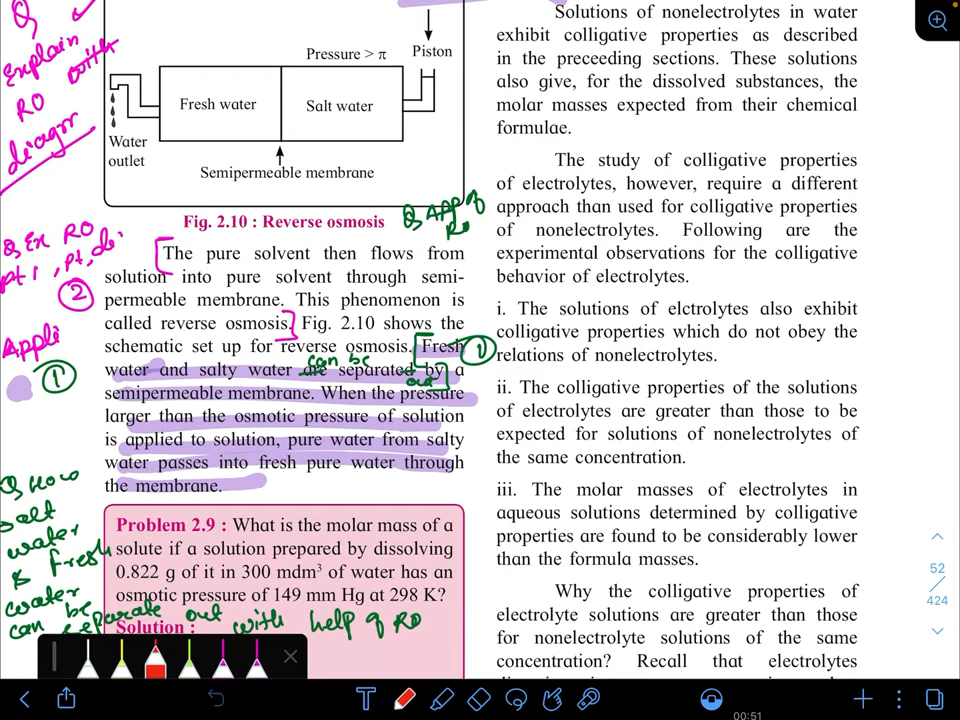 Q
Explain
with
RO
diagrr
Pressure > π
Piston
Fresh water
Salt water
Water
outlet
Semipermeable membrane
Fig. 2.10 : Reverse osmosis
Q App of
RO
Q Ex RO
pt 1, pt, di
2
Appli
1
The pure solvent then flows from
solution into pure solvent through semi-
permeable membrane. This phenomenon is
called reverse osmosis. Fig. 2.10 shows the
schematic set up for reverse osmosis. Fresh
1
can be
water and salty water are separated by a
out
semipermeable membrane. When the pressure
larger than the osmotic pressure of solution
is applied to solution, pure water from salty
water passes into fresh pure water through
the membrane.
Q How
salt
water
& fresh
water
can be
separate out with help of RO
Problem 2.9 : What is the molar mass of a
solute if a solution prepared by dissolving
0.822 g of it in 300 mdm³ of water has an
osmotic pressure of 149 mm Hg at 298 K?
Solution :
Solutions of nonelectrolytes in water
exhibit colligative properties as described
in the preceeding sections. These solutions
also give, for the dissolved substances, the
molar masses expected from their chemical
formulae.
The study of colligative properties
of electrolytes, however, require a different
approach than used for colligative properties
of nonelectrolytes. Following are the
experimental observations for the colligative
behavior of electrolytes.
i. The solutions of elctrolytes also exhibit
colligative properties which do not obey the
relations of nonelectrolytes.
ii. The colligative properties of the solutions
of electrolytes are greater than those to be
expected for solutions of nonelectrolytes of
the same concentration.
iii. The molar masses of electrolytes in
aqueous solutions determined by colligative
properties are found to be considerably lower
than the formula masses.
Why the colligative properties of
electrolyte solutions are greater than those
for nonelectrolyte solutions of the same
concentration? Recall that electrolytes
52
424
00:51